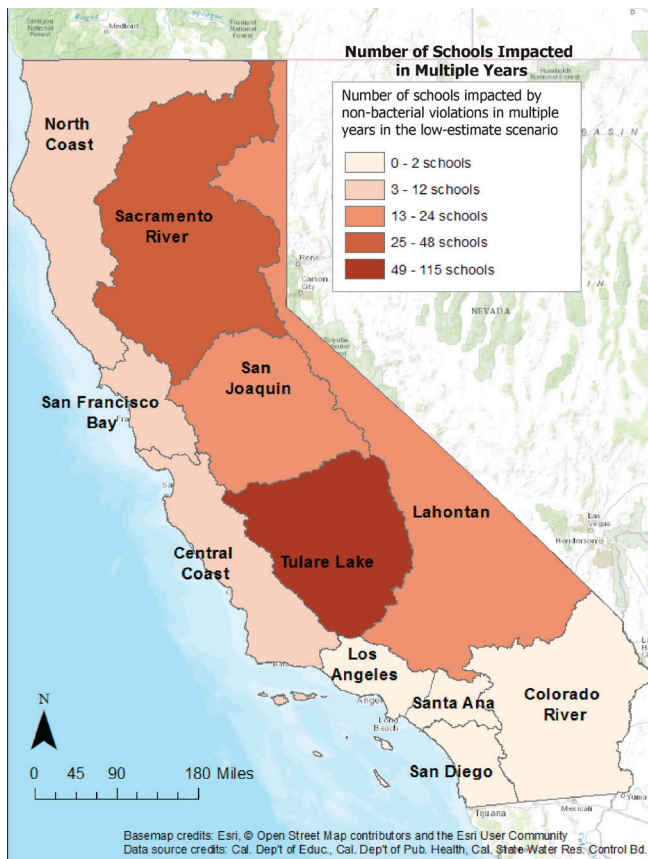 Medford
Number of Schools Impacted
in Multiple Years
Number of schools impacted by
non-bacterial violations in multiple
years in the low-estimate scenario
0 - 2 schools
3 - 12 schools
13 - 24 schools
25 - 48 schools
49 - 115 schools
North
Coast
Sacramento
River
Reno
Carson
City
NEVADA
San
Joaquin
San Francisco
Bay
Lahontan
Las
Vegas
Henderson
Central
Coast
Tulare Lake
Los
Angeles
Santa Ana
Colorado
River
Long
Beach
San Diego
N
0 45 90 180 Miles
Tijuana
Mexicali
Yuma
Basemap credits: Esri, © Open Street Map contributors and the Esri User Community
Data source credits: Cal. Dep't of Educ., Cal. Dep't of Pub. Health, Cal. State Water Res. Control Bd.